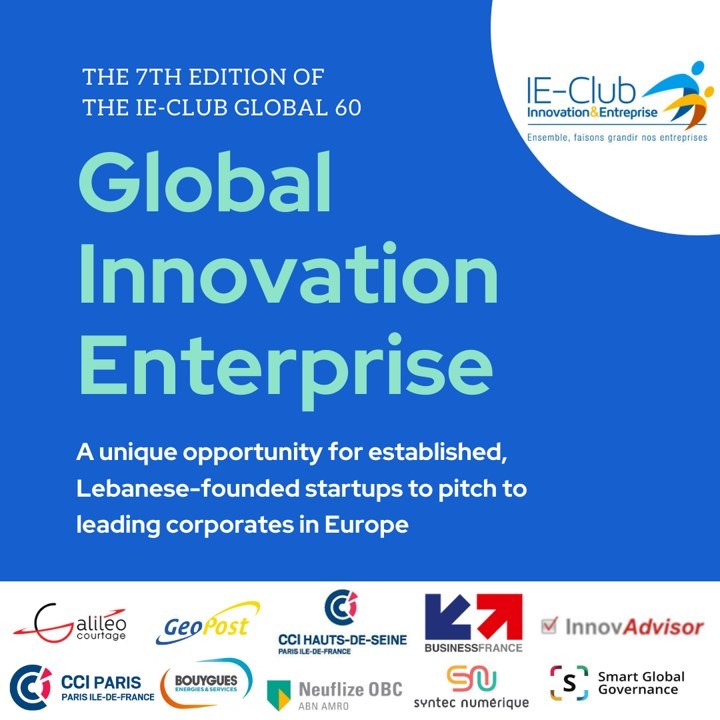 THE 7TH EDITION OF
THE IE-CLUB GLOBAL 60
IE-Club
Innovation&Entreprise
Ensemble, faisons grandir nos entreprises
Global
Innovation
Enterprise
A unique opportunity for established,
Lebanese-founded startups to pitch to
leading corporates in Europe
Galiléo
courtage
GeoPost
CCI HAUTS-DE-SEINE
PARIS ILE-DE-FRANCE
BUSINESSFRANCE
InnovAdvisor
CCI PARIS
PARIS ILE-DE-FRANCE
BOUYGUES
ENERGIES & SERVICES
Neuflize OBC
ABN AMRO
syntec numérique
S
Smart Global
Governance